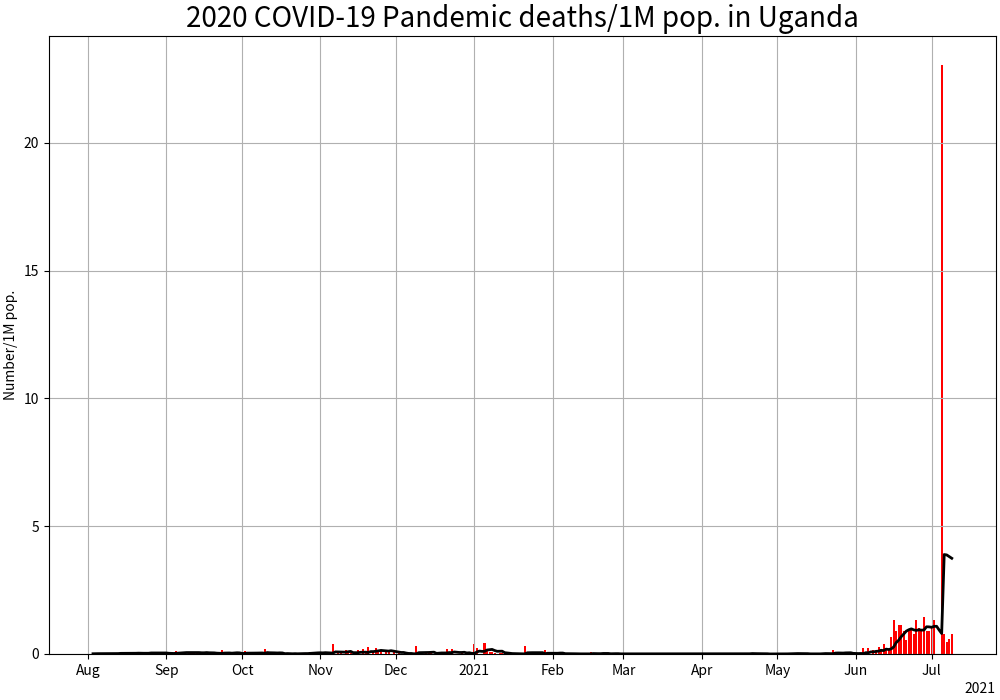 2020 COVID-19 Pandemic deaths/1M pop. in Uganda
Number/1M pop.
20
15
10
5
0
Aug Sep Oct Nov Dec 2021 Feb Mar Apr May Jun Jul
2021